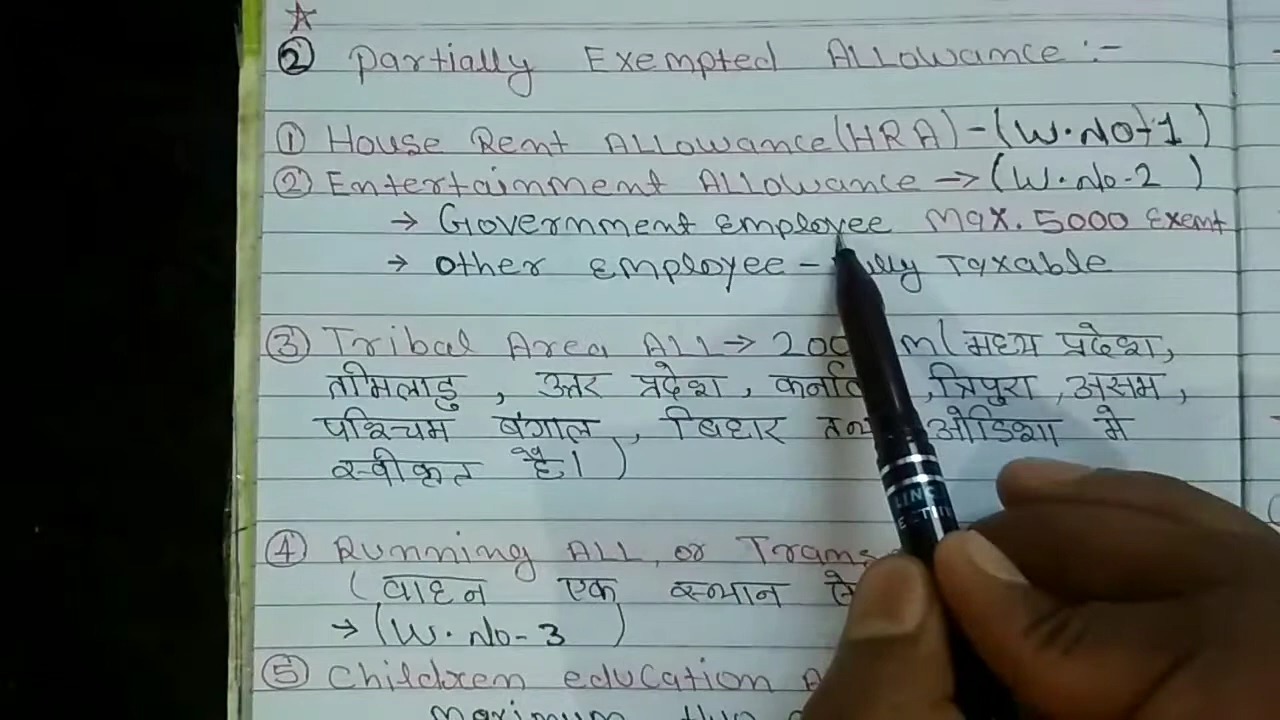 ☆
② Partially Exempted Allowance :-
① House Rent Allowance (HRA) - (W.No-1)
② Entertainment Allowance → (W.No-2)
→ Government Employee Max. 5000 Exemt
→ Other Employee - Taxable
③ Tribal Area All → मध्य प्रदेश,
तमिलाडु, उत्तर प्रदेश, त्रिपुरा, असम,
पश्चिम बंगाल, बिहार ओडिशा मे
स्वीकृत है।)
④ Running All, or
(वाहन एक स्थान
→ (W.No-3)
⑤ Children education
Maximum